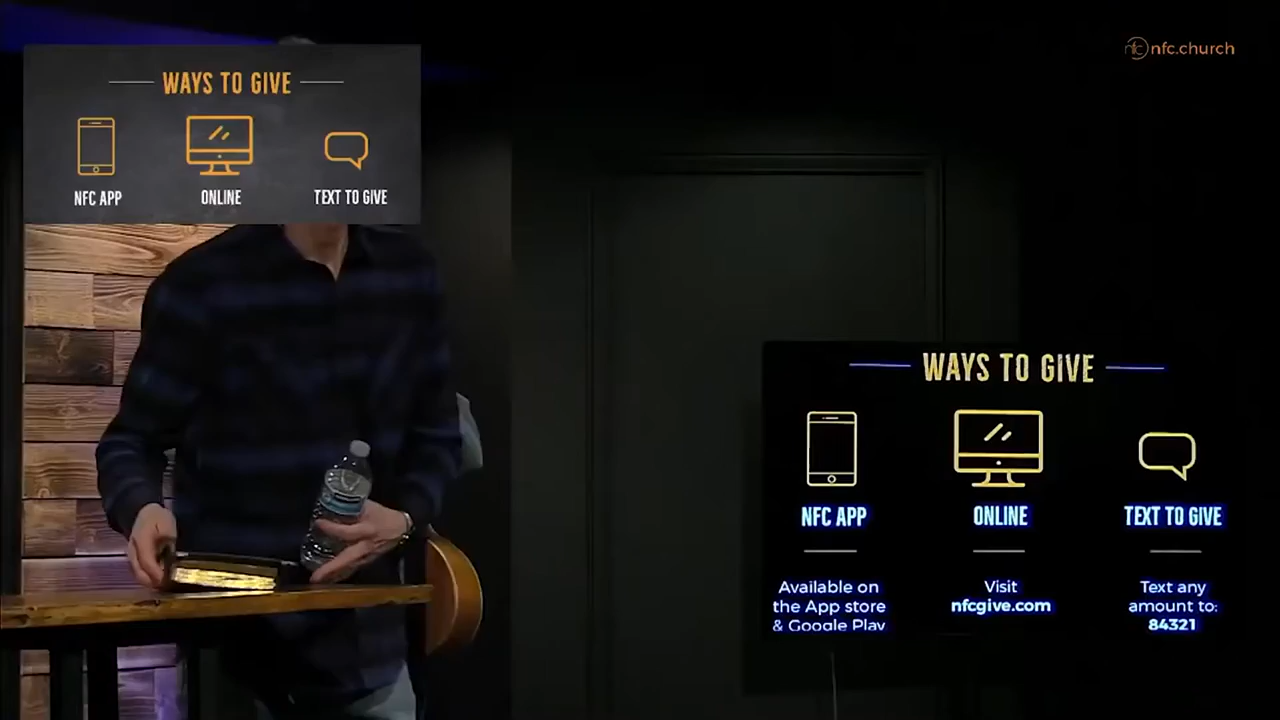 nfc nfc.church
WAYS TO GIVE
NFC APP
ONLINE
TEXT TO GIVE
WAYS TO GIVE
NFC APP
ONLINE
TEXT TO GIVE
Available on
the App store
& Google Play
Visit
nfcgive.com
Text any
amount to:
84321